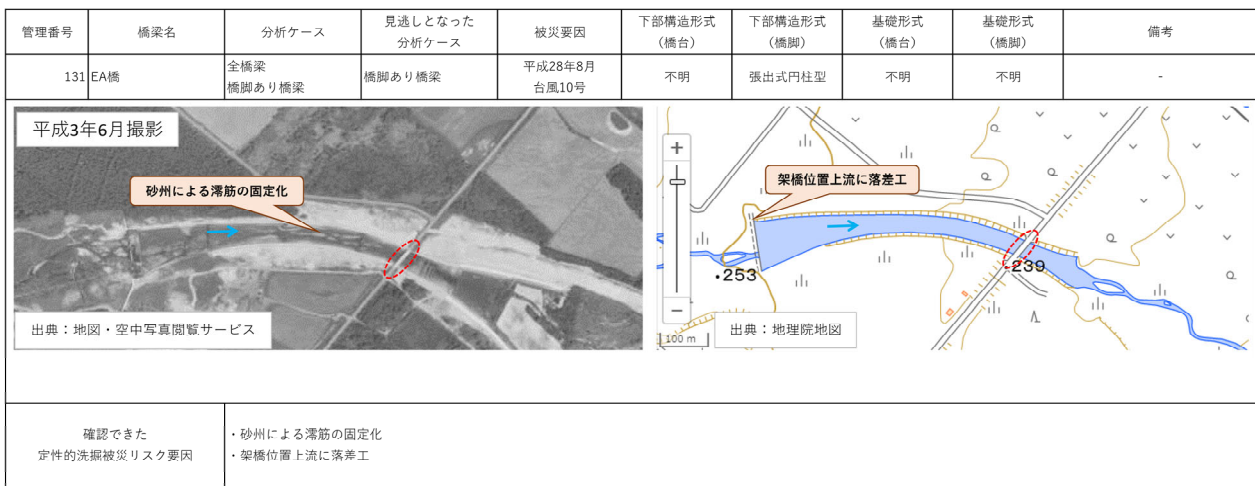 管理番号
橋梁名
分析ケース
見逃しとなった
分析ケース
被災要因
下部構造形式
(橋台)
下部構造形式
(橋脚)
基礎形式
(橋台)
基礎形式
(橋脚)
備考
131
EA橋
全橋梁
橋脚あり橋梁
橋脚あり橋梁
平成28年8月
台風10号
不明
張出式円柱型
不明
不明
-
平成3年6月撮影
砂州による澪筋の固定化
出典：地図・空中写真閲覧サービス
架橋位置上流に落差工
+
−
100 m
・253
239
出典：地理院地図
確認できた
定性的洗掘被災リスク要因
・砂州による澪筋の固定化
・架橋位置上流に落差工